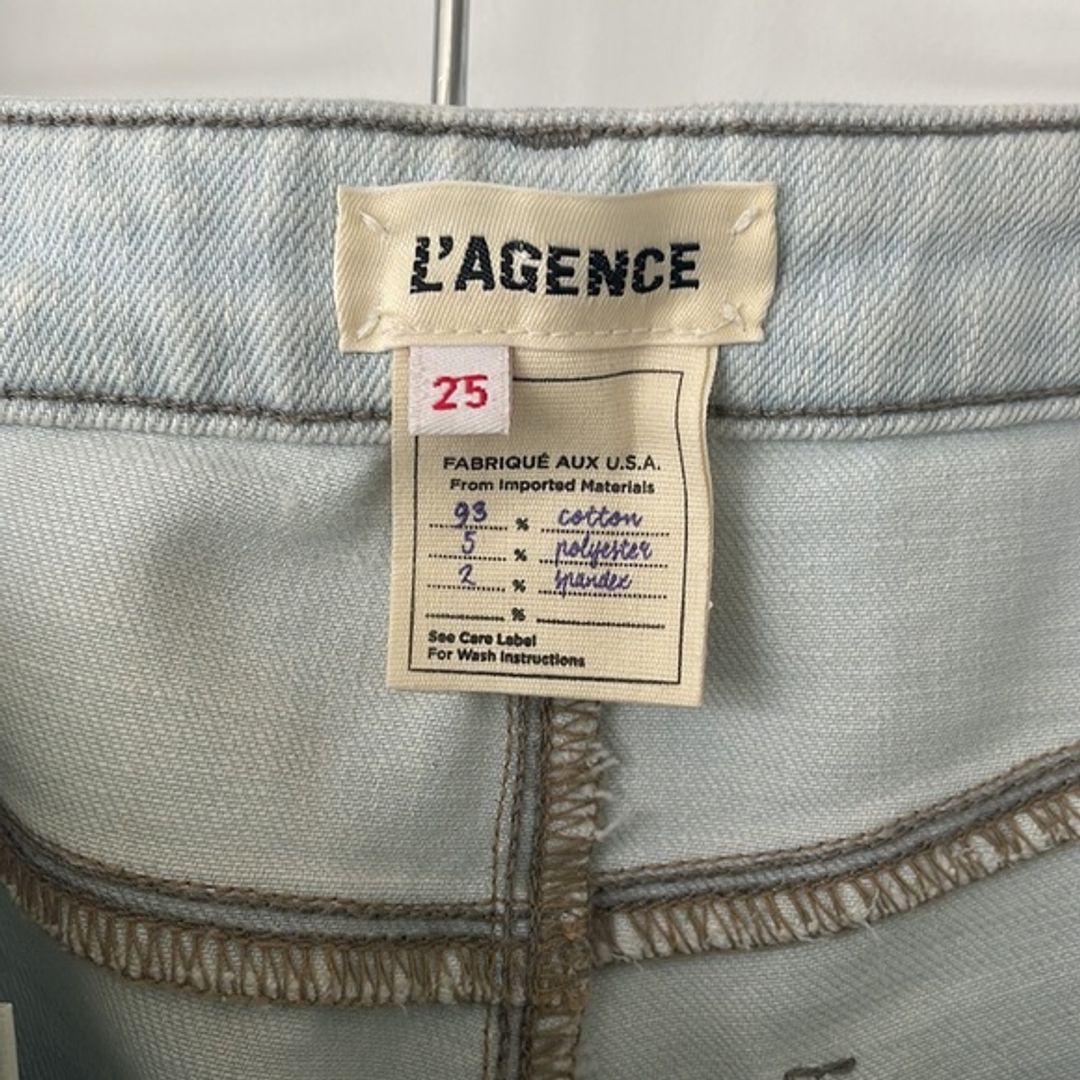 L'AGENCE
25
FABRIQUÉ AUX U.S.A.
From Imported Materials
93 % cotton
5 % polyester
2 % spandex
%
See Care Label
For Wash Instructions